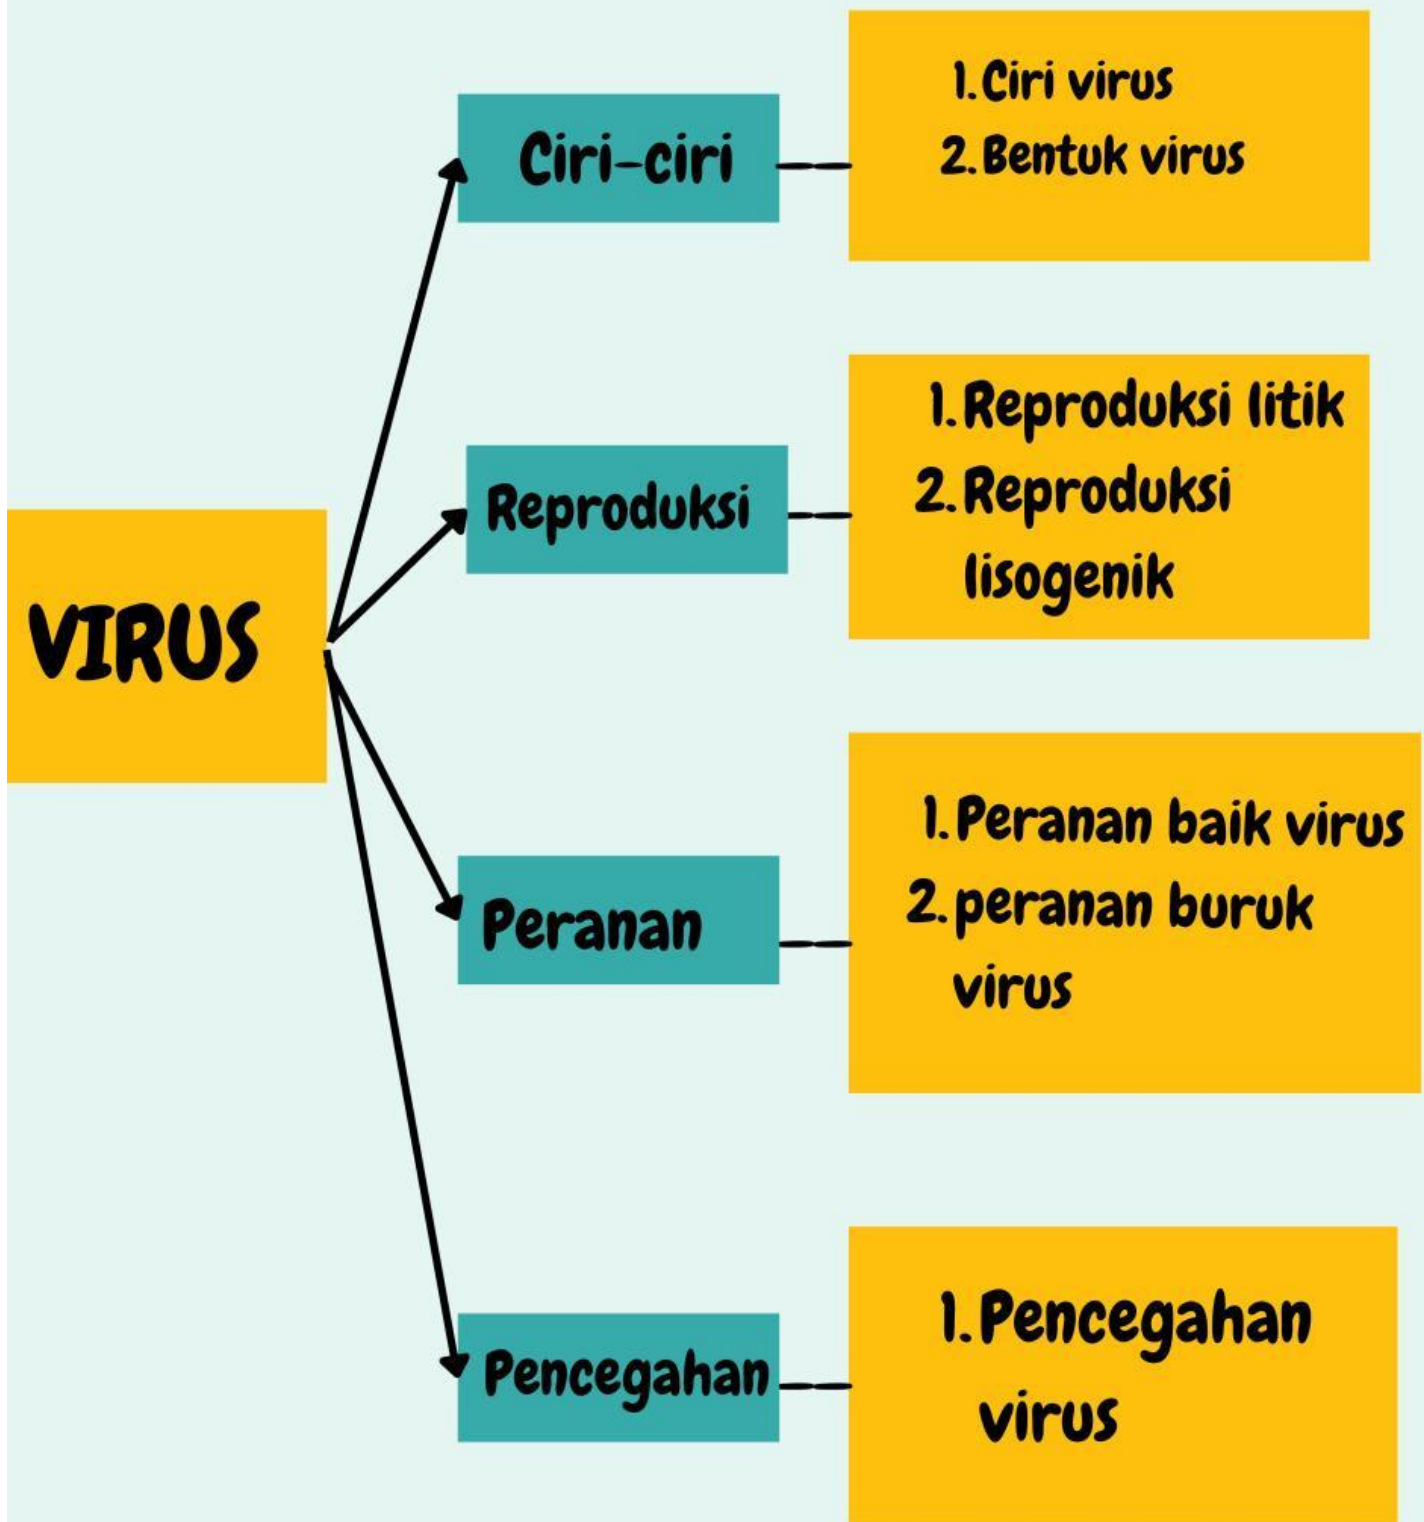 VIRUS
Ciri-ciri
1. Ciri virus
2. Bentuk virus
Reproduksi
1. Reproduksi litik
2. Reproduksi
lisogenik
Peranan
1. Peranan baik virus
2. peranan buruk
virus
Pencegahan
1. Pencegahan
virus